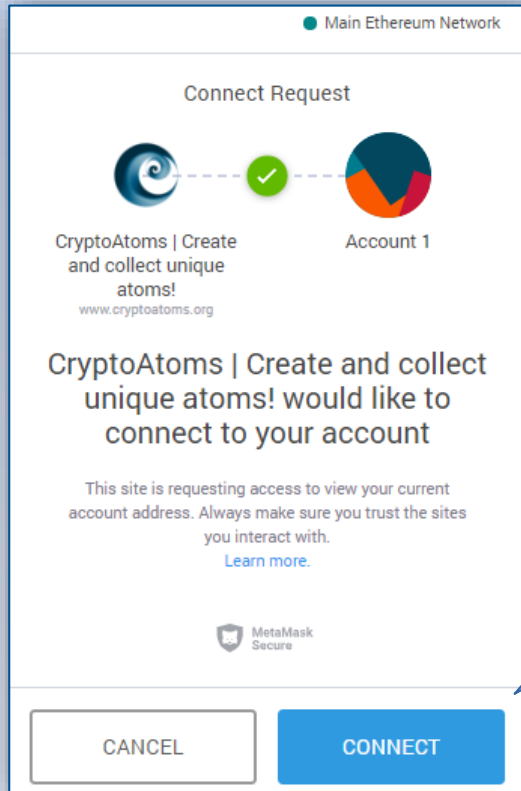 Main Ethereum Network
Connect Request
CryptoAtoms | Create
and collect unique
atoms!
www.cryptoatoms.org
Account 1
CryptoAtoms | Create and collect
unique atoms! would like to
connect to your account
This site is requesting access to view your current
account address. Always make sure you trust the sites
you interact with.
Learn more.
MetaMask
Secure
CANCEL
CONNECT